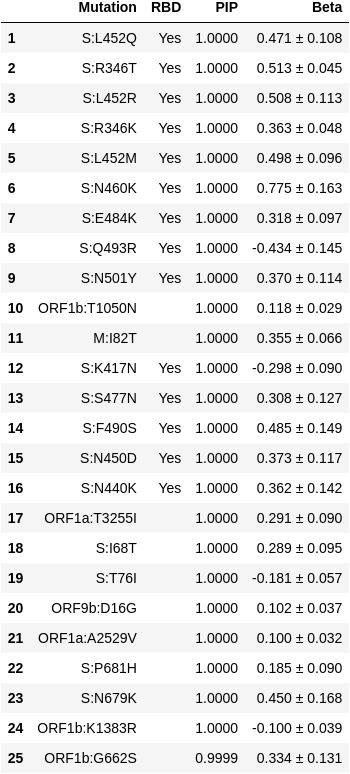 Mutation RBD PIP Beta
1 S:L452Q Yes 1.0000 0.471 ± 0.108
2 S:R346T Yes 1.0000 0.513 ± 0.045
3 S:L452R Yes 1.0000 0.508 ± 0.113
4 S:R346K Yes 1.0000 0.363 ± 0.048
5 S:L452M Yes 1.0000 0.498 ± 0.096
6 S:N460K Yes 1.0000 0.775 ± 0.163
7 S:E484K Yes 1.0000 0.318 ± 0.097
8 S:Q493R Yes 1.0000 -0.434 ± 0.145
9 S:N501Y Yes 1.0000 0.370 ± 0.114
10 ORF1b:T1050N 1.0000 0.118 ± 0.029
11 M:I82T 1.0000 0.355 ± 0.066
12 S:K417N Yes 1.0000 -0.298 ± 0.090
13 S:S477N Yes 1.0000 0.308 ± 0.127
14 S:F490S Yes 1.0000 0.485 ± 0.149
15 S:N450D Yes 1.0000 0.373 ± 0.117
16 S:N440K Yes 1.0000 0.362 ± 0.142
17 ORF1a:T3255I 1.0000 0.291 ± 0.090
18 S:I68T 1.0000 0.289 ± 0.095
19 S:T76I 1.0000 -0.181 ± 0.057
20 ORF9b:D16G 1.0000 0.102 ± 0.037
21 ORF1a:A2529V 1.0000 0.100 ± 0.032
22 S:P681H 1.0000 0.185 ± 0.090
23 S:N679K 1.0000 0.450 ± 0.168
24 ORF1b:K1383R 1.0000 -0.100 ± 0.039
25 ORF1b:G662S 0.9999 0.334 ± 0.131